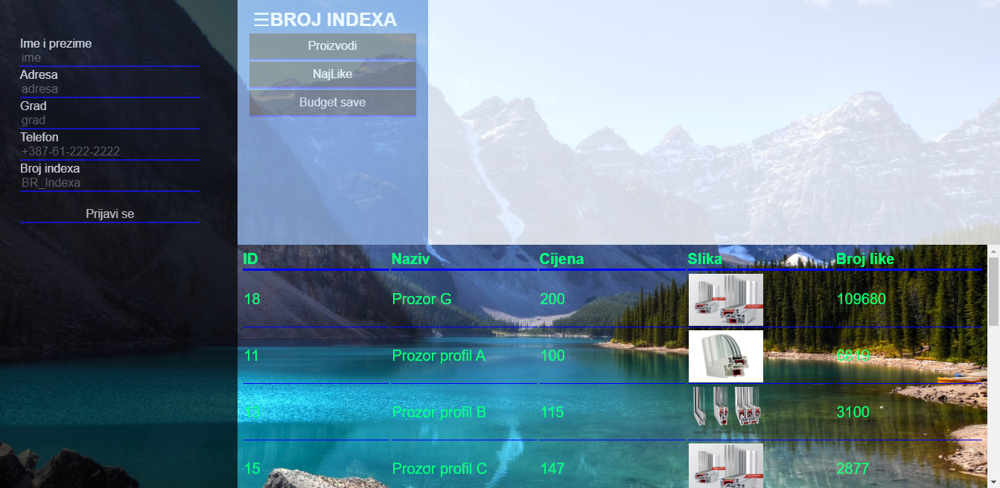 Ime i prezime
ime
Adresa
adresa
Grad
grad
Telefon
+387-61-222-2222
Broj indexa
BR_Indexa
Prijavi se
☰BROJ INDEXA
Proizvodi
NajLike
Budget save
ID Naziv Cijena Slika Broj like
18 Prozor G 200 109680
11 Prozor profil A 100 6819
13 Prozor profil B 115 3100
15 Prozor profil C 147 2877